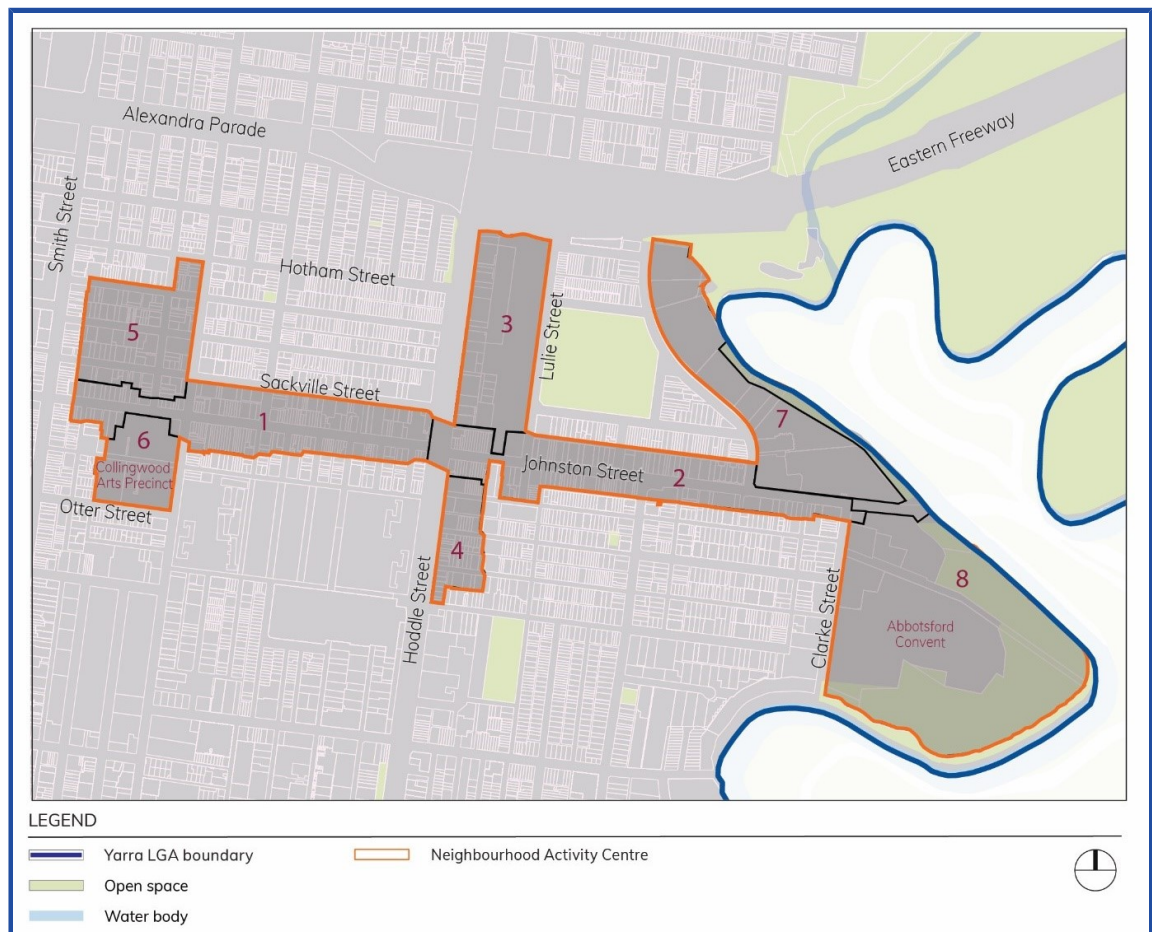 Alexandra Parade
Eastern Freeway
Smith Street
Hotham Street
5
3
Lulie Street
Sackville Street
1
7
6
Collingwood
Arts Precinct
Johnston Street
2
Otter Street
4
Hoddle Street
Clarke Street
8
Abbotsford
Convent
LEGEND
Yarra LGA boundary
Neighbourhood Activity Centre
Open space
Water body